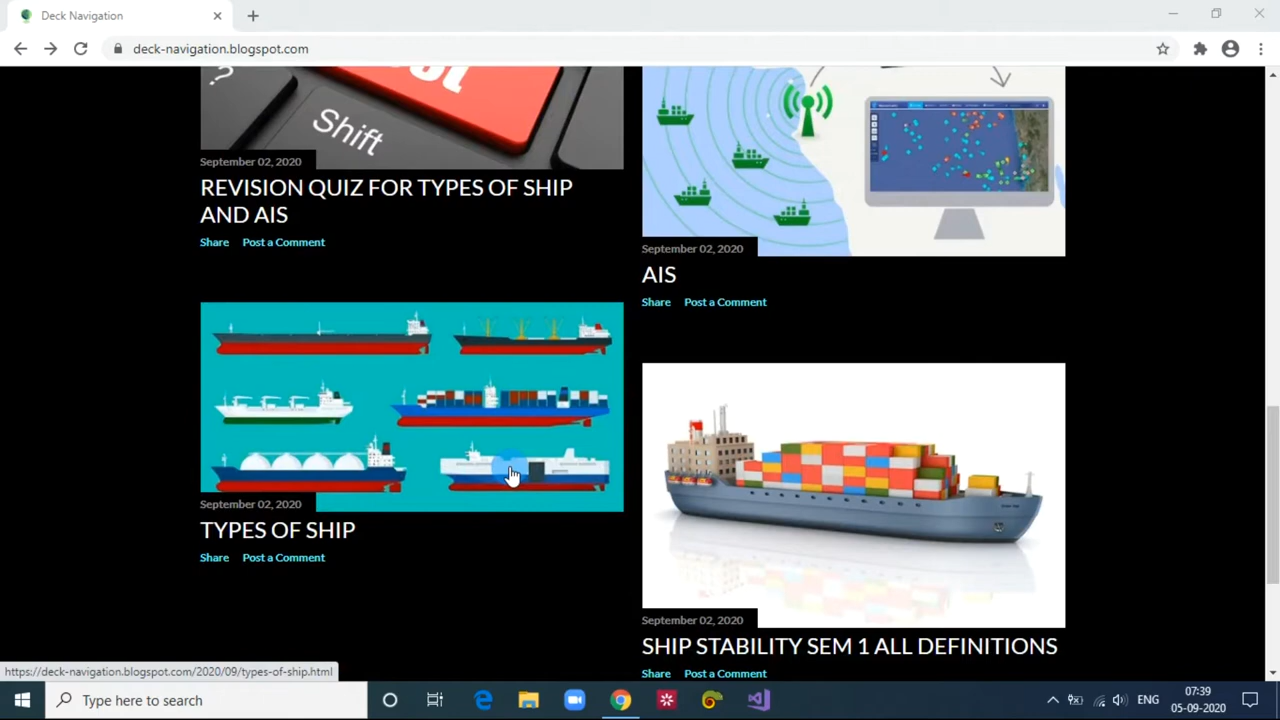 Deck Navigation
deck-navigation.blogspot.com
?
Shift
September 02, 2020
REVISION QUIZ FOR TYPES OF SHIP
AND AIS
Share Post a Comment
September 02, 2020
AIS
Share Post a Comment
September 02, 2020
TYPES OF SHIP
Share Post a Comment
September 02, 2020
SHIP STABILITY SEM 1 ALL DEFINITIONS
Share Post a Comment
https://deck-navigation.blogspot.com/2020/09/types-of-ship.html
Type here to search
ENG
07:39
05-09-2020